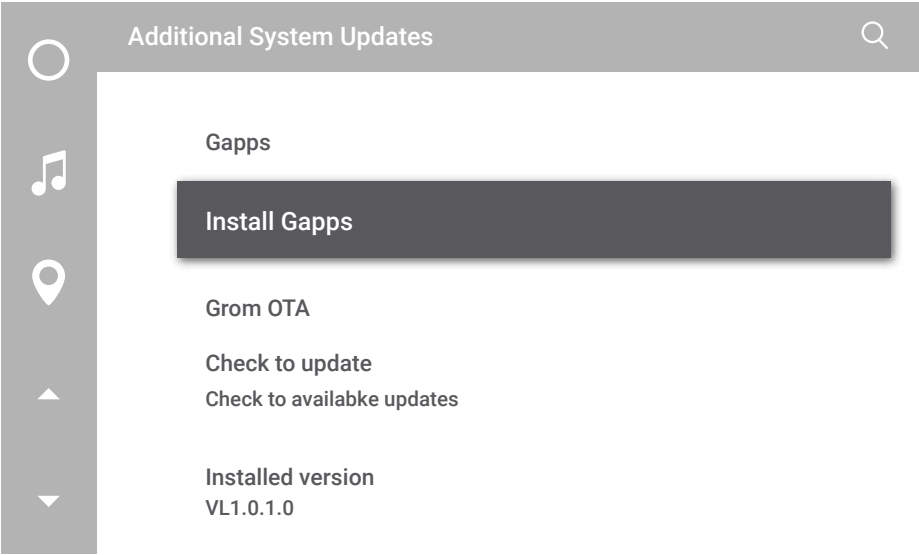 Additional System Updates
Gapps
Install Gapps
Grom OTA
Check to update
Check to availabke updates
Installed version
VL1.0.1.0